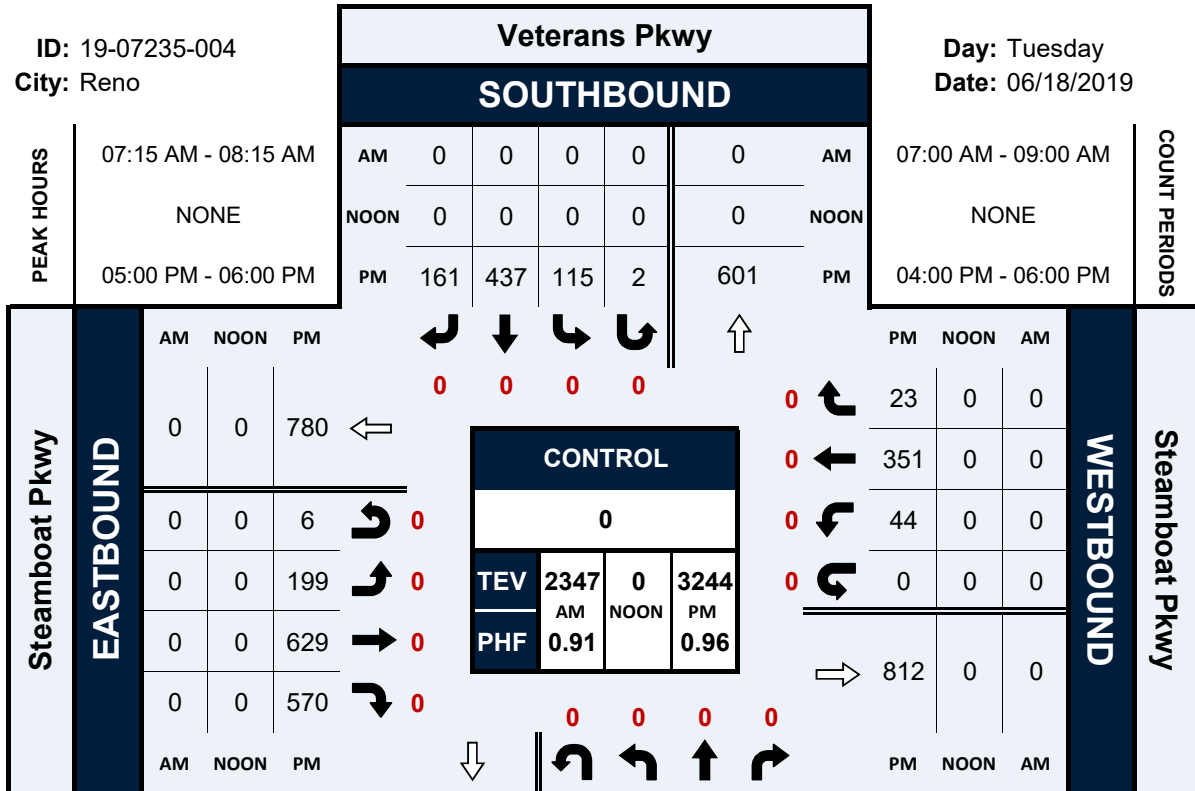 Veterans Pkwy
ID: 19-07235-004
City: Reno
Day: Tuesday
Date: 06/18/2019
SOUTHBOUND
PEAK HOURS
07:15 AM - 08:15 AM
NONE
05:00 PM - 06:00 PM
AM 0 0 0 0 0 AM
NOON 0 0 0 0 0 NOON
PM 161 437 115 2 601 PM
07:00 AM - 09:00 AM
NONE
04:00 PM - 06:00 PM
COUNT PERIODS
Steamboat Pkwy
EASTBOUND
AM NOON PM
0 0 780
0 0 6 0
0 0 199 0
0 0 629 0
0 0 570 0
AM NOON PM
0 0 0 0
CONTROL
0
TEV 2347 0 3244
AM NOON PM
PHF 0.91 0.96
0 0 0 0
PM NOON AM
0 23 0 0
0 351 0 0
0 44 0 0
0 0 0 0
812 0 0
PM NOON AM
WESTBOUND
Steamboat Pkwy